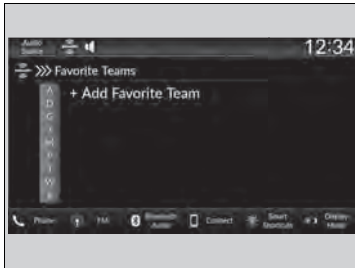 Audio Source 12:34
Favorite Teams
+ Add Favorite Team
A
D
G
J
M
P
T
W
Phone FM Bluetooth Audio Connect Smart Shortcuts Display Mode